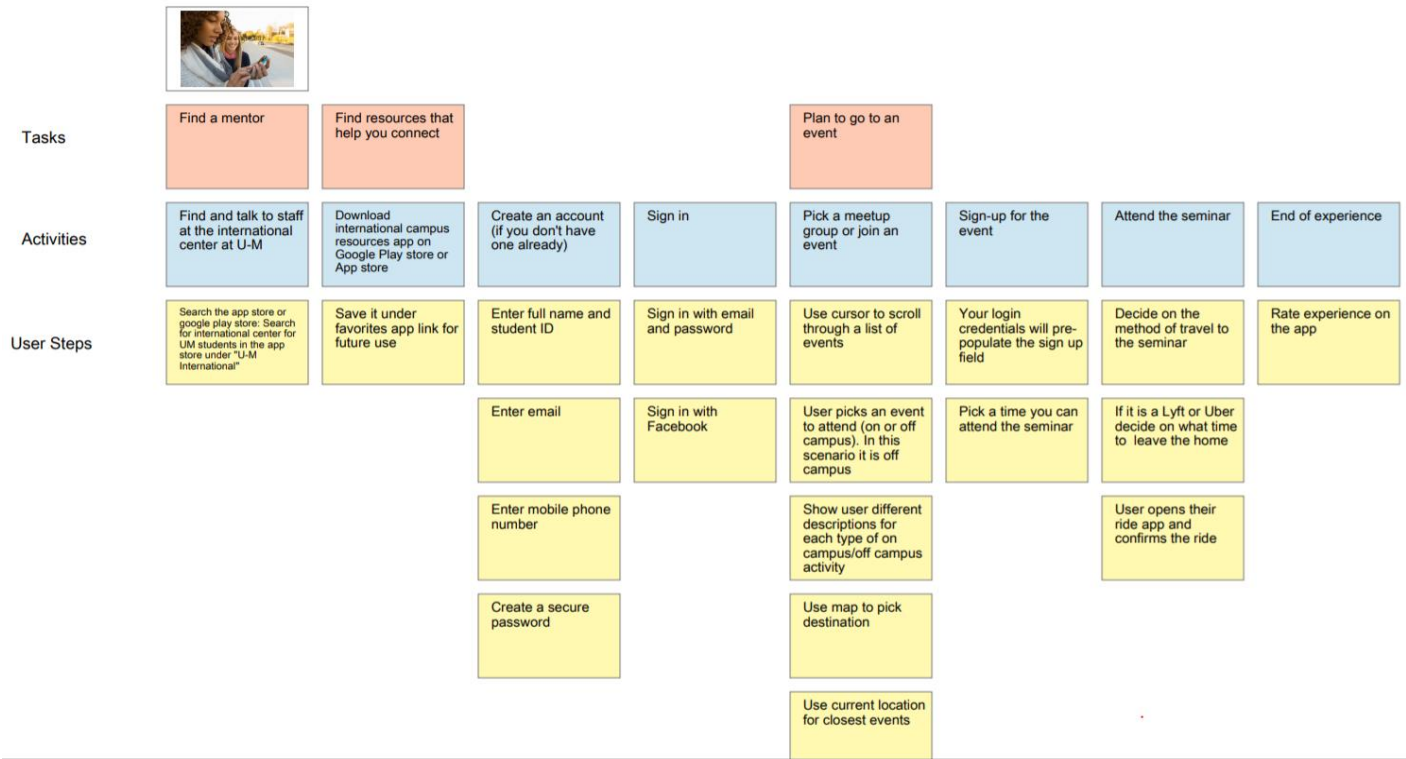 Tasks
Find a mentor
Find resources that
help you connect
Plan to go to an
event
Activities
Find and talk to staff
at the international
center at U-M
Download
international campus
resources app on
Google Play store or
App store
Create an account
(if you don't have
one already)
Sign in
Pick a meetup
group or join an
event
Sign-up for the
event
Attend the seminar
End of experience
User Steps
Search the app store or
google play store: Search
for international center for
UM students in the app
store under "U-M
International"
Save it under
favorites app link for
future use
Enter full name and
student ID
Sign in with email
and password
Use cursor to scroll
through a list of
events
Your login
credentials will pre-
populate the sign up
field
Decide on the
method of travel to
the seminar
Rate experience on
the app
Enter email
Sign in with
Facebook
User picks an event
to attend (on or off
campus). In this
scenario it is off
campus
Pick a time you can
attend the seminar
If it is a Lyft or Uber
decide on what time
to leave the home
Enter mobile phone
number
Show user different
descriptions for
each type of on
campus/off campus
activity
User opens their
ride app and
confirms the ride
Create a secure
password
Use map to pick
destination
Use current location
for closest events